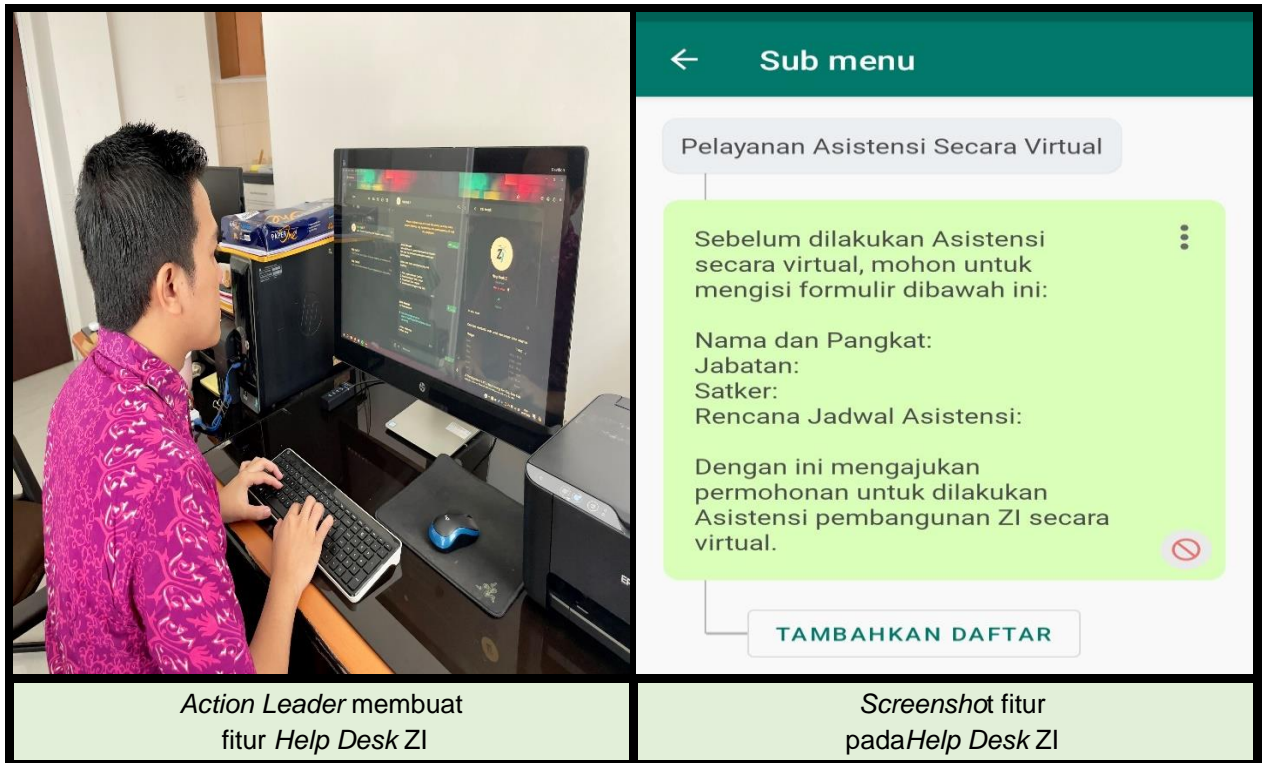 PAPER
Sub menu
Pelayanan Asistensi Secara Virtual
Sebelum dilakukan Asistensi
secara virtual, mohon untuk
mengisi formulir dibawah ini:
Nama dan Pangkat:
Jabatan:
Satker:
Rencana Jadwal Asistensi:
Dengan ini mengajukan
permohonan untuk dilakukan
Asistensi pembangunan ZI secara
virtual.
TAMBAHKAN DAFTAR
Action Leader membuat
fitur Help Desk ZI
Screenshot fitur
padaHelp Desk ZI